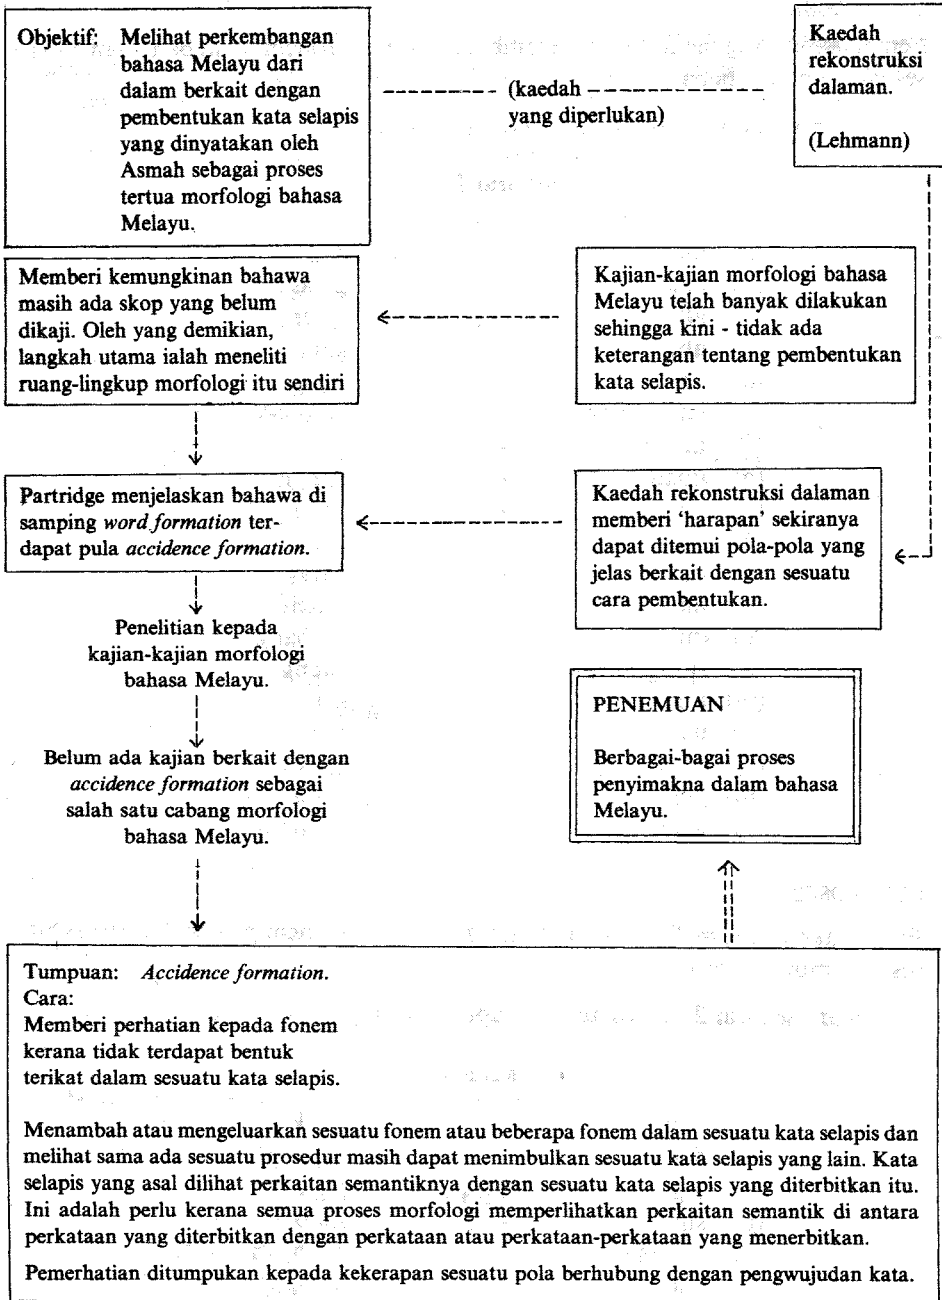 Objektif: Melihat perkembangan
bahasa Melayu dari
dalam berkait dengan
pembentukan kata selapis
yang dinyatakan oleh
Asmah sebagai proses
tertua morfologi bahasa
Melayu.
(kaedah
yang diperlukan)
Kaedah
rekonstruksi
dalaman.
(Lehmann)
Kajian-kajian morfologi bahasa
Melayu telah banyak dilakukan
sehingga kini - tidak ada
keterangan tentang pembentukan
kata selapis.
Memberi kemungkinan bahawa
masih ada skop yang belum
dikaji. Oleh yang demikian,
langkah utama ialah meneliti
ruang-lingkup morfologi itu sendiri
Kaedah rekonstruksi dalaman
memberi ‘harapan’ sekiranya
dapat ditemui pola-pola yang
jelas berkait dengan sesuatu
cara pembentukan.
Partridge menjelaskan bahawa di
samping word formation ter-
dapat pula accidence formation.
Penelitian kepada
kajian-kajian morfologi
bahasa Melayu.
Belum ada kajian berkait dengan
accidence formation sebagai
salah satu cabang morfologi
bahasa Melayu.
Tumpuan: Accidence formation.
Cara:
Memberi perhatian kepada fonem
kerana tidak terdapat bentuk
terikat dalam sesuatu kata selapis.
Menambah atau mengeluarkan sesuatu fonem atau beberapa fonem dalam sesuatu kata selapis dan
melihat sama ada sesuatu prosedur masih dapat menimbulkan sesuatu kata selapis yang lain. Kata
selapis yang asal dilihat perkaitan semantiknya dengan sesuatu kata selapis yang diterbitkan itu.
Ini adalah perlu kerana semua proses morfologi memperlihatkan perkaitan semantik di antara
perkataan yang diterbitkan dengan perkataan atau perkataan-perkataan yang menerbitkan.
Pemerhatian ditumpukan kepada kekerapan sesuatu pola berhubung dengan pengwujudan kata.
PENEMUAN
Berbagai-bagai proses
penyimakna dalam bahasa
Melayu.